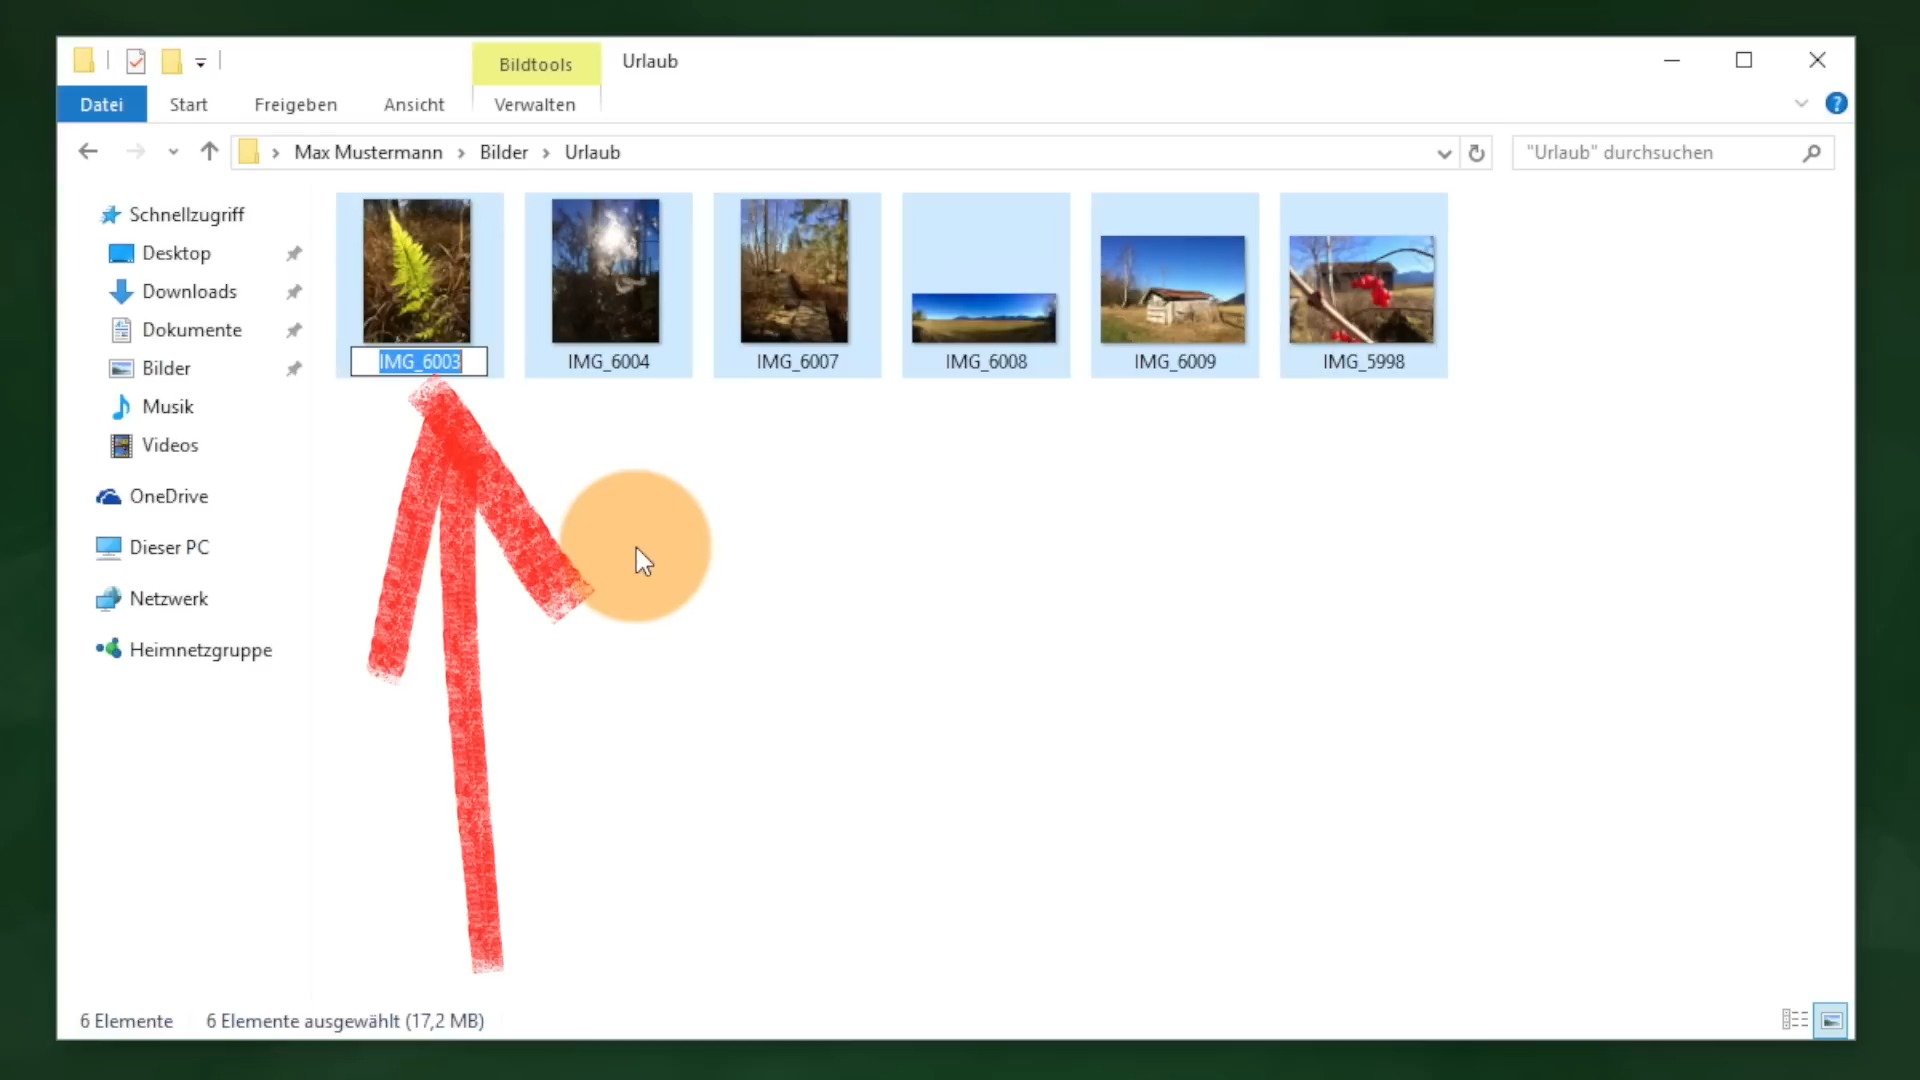 Bildtools
Urlaub
Datei
Start
Freigeben
Ansicht
Verwalten
?
Max Mustermann
Bilder
Urlaub
"Urlaub" durchsuchen
Schnellzugriff
Desktop
Downloads
Dokumente
Bilder
Musik
Videos
OneDrive
Dieser PC
Netzwerk
Heimnetzgruppe
IMG_6003
IMG_6004
IMG_6007
IMG_6008
IMG_6009
IMG_5998
6 Elemente
6 Elemente ausgewählt (17,2 MB)